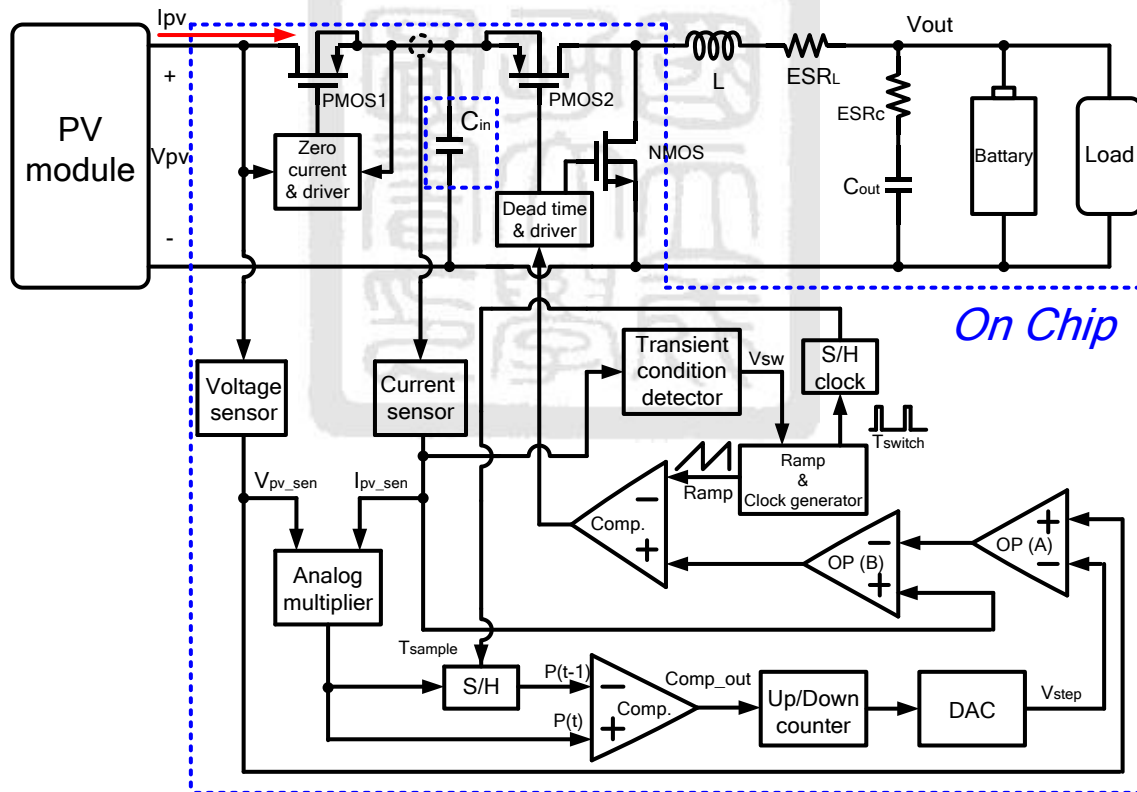 Ipv
PV
module
+
Vpv
-
PMOS1
Zero
current
& driver
Cin
PMOS2
NMOS
Dead time
& driver
L
ESRL
Vout
ESRC
Cout
Battary
Load
On Chip
Voltage
sensor
Current
sensor
Transient
condition
detector
Vsw
S/H
clock
Tswitch
Ramp
&
Clock generator
Ramp
Comp.
-
+
OP (B)
-
+
OP (A)
+
-
Vpv_sen
Ipv_sen
Analog
multiplier
Tsample
S/H
P(t-1)
P(t)
-
+
Comp.
Comp_out
Up/Down
counter
DAC
Vstep